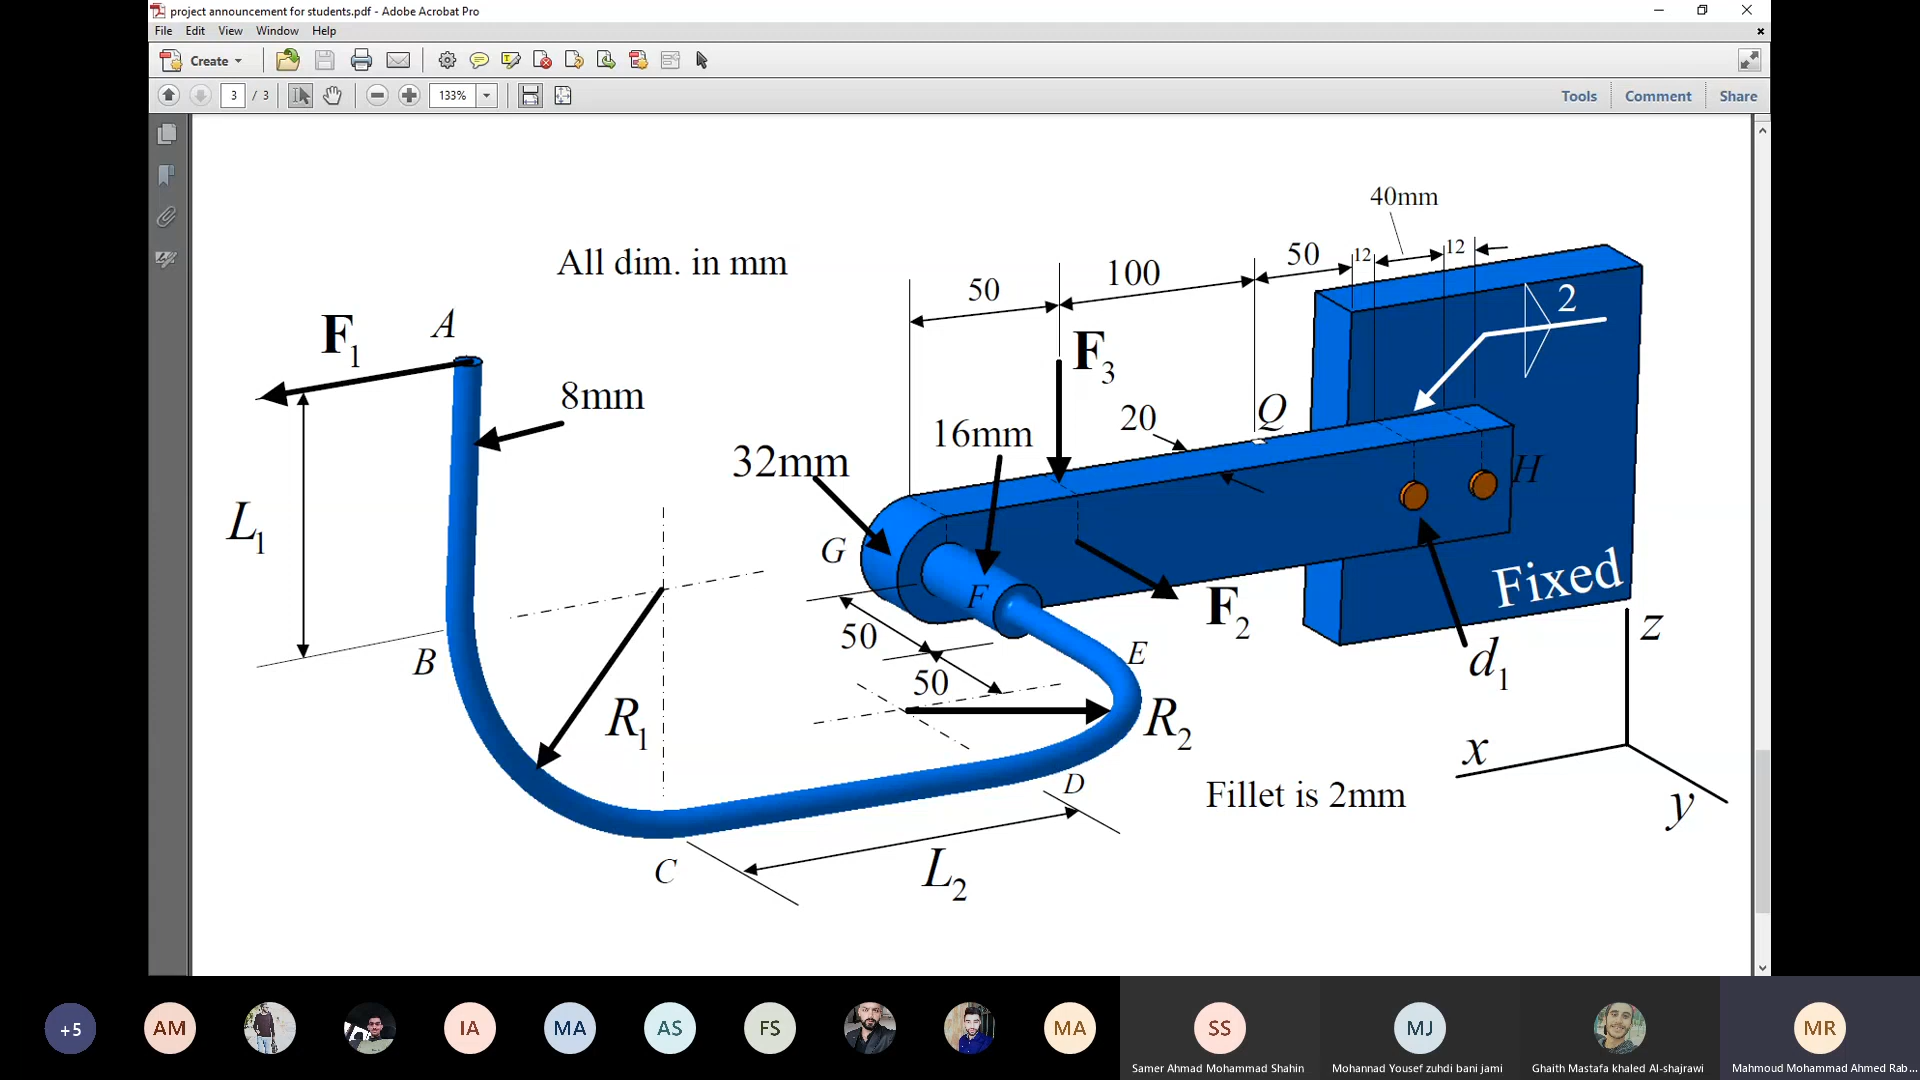 project announcement for students.pdf - Adobe Acrobat Pro
File Edit View Window Help
Create
3 / 3 133% Tools Comment Share
40mm
All dim. in mm
50 100 50 12 12
2
F1 A
F3
8mm
20 Q
16mm
32mm
H
L1
G
F
Fixed
F2
50
z
B
E
d1
50
R1
R2
x
D
Fillet is 2mm
y
C
L2
+5 AM IA MA AS FS MA SS MJ MR
Samer Ahmad Mohammad Shahin Mohannad Yousef zuhdi bani jami Ghaith Mastafa khaled Al-shajrawi Mahmoud Mohammad Ahmed Rab...